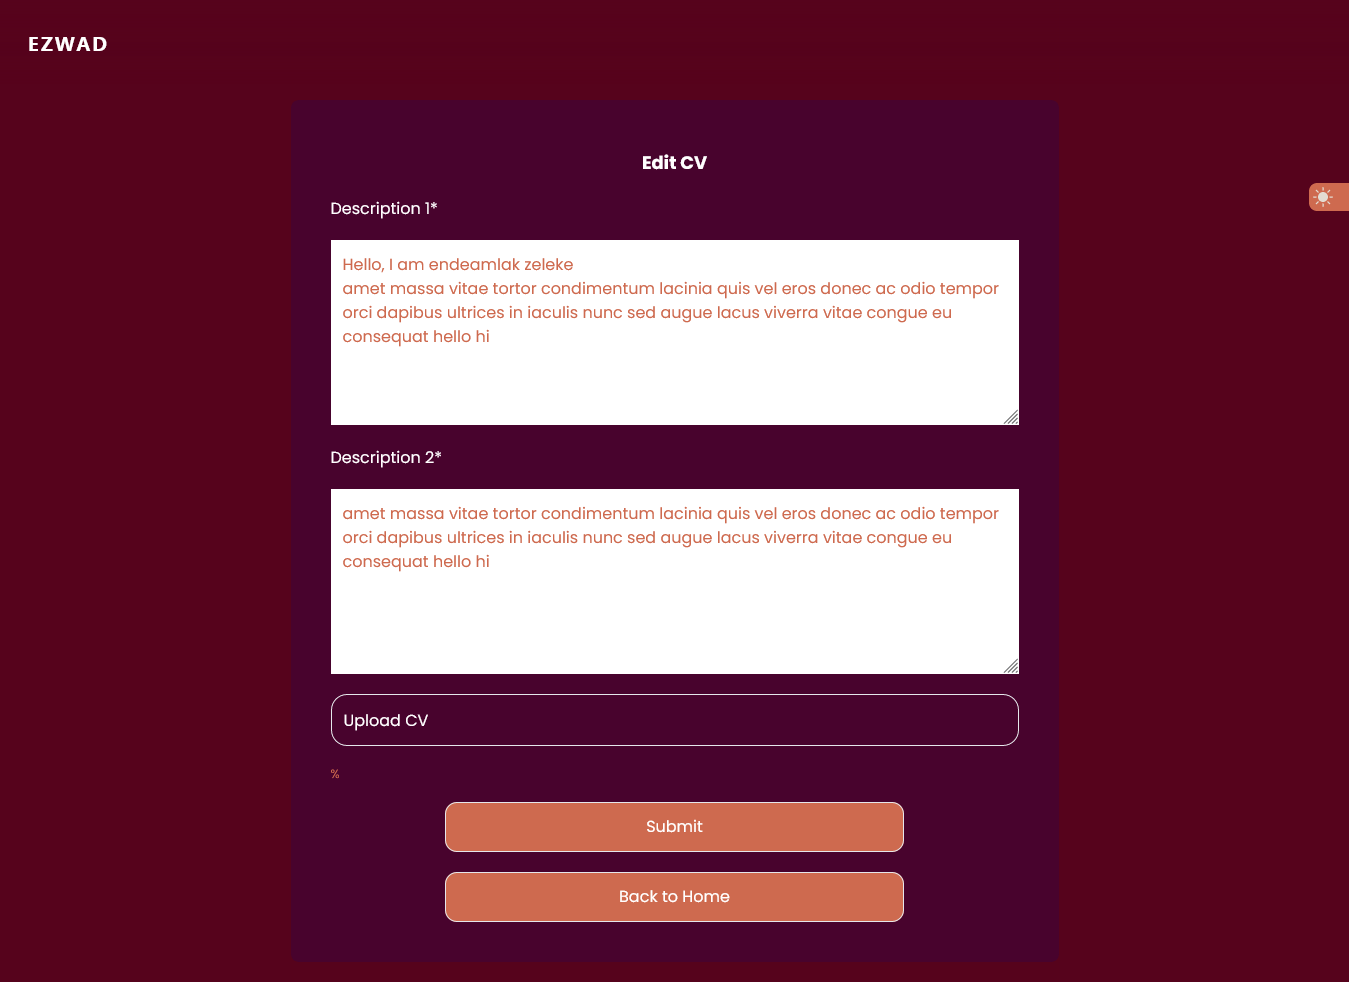 EZWAD
Edit CV
Description 1*
Hello, I am endeamlak zeleke
amet massa vitae tortor condimentum lacinia quis vel eros donec ac odio tempor
orci dapibus ultrices in iaculis nunc sed augue lacus viverra vitae congue eu
consequat hello hi
Description 2*
amet massa vitae tortor condimentum lacinia quis vel eros donec ac odio tempor
orci dapibus ultrices in iaculis nunc sed augue lacus viverra vitae congue eu
consequat hello hi
Upload CV
%
Submit
Back to Home